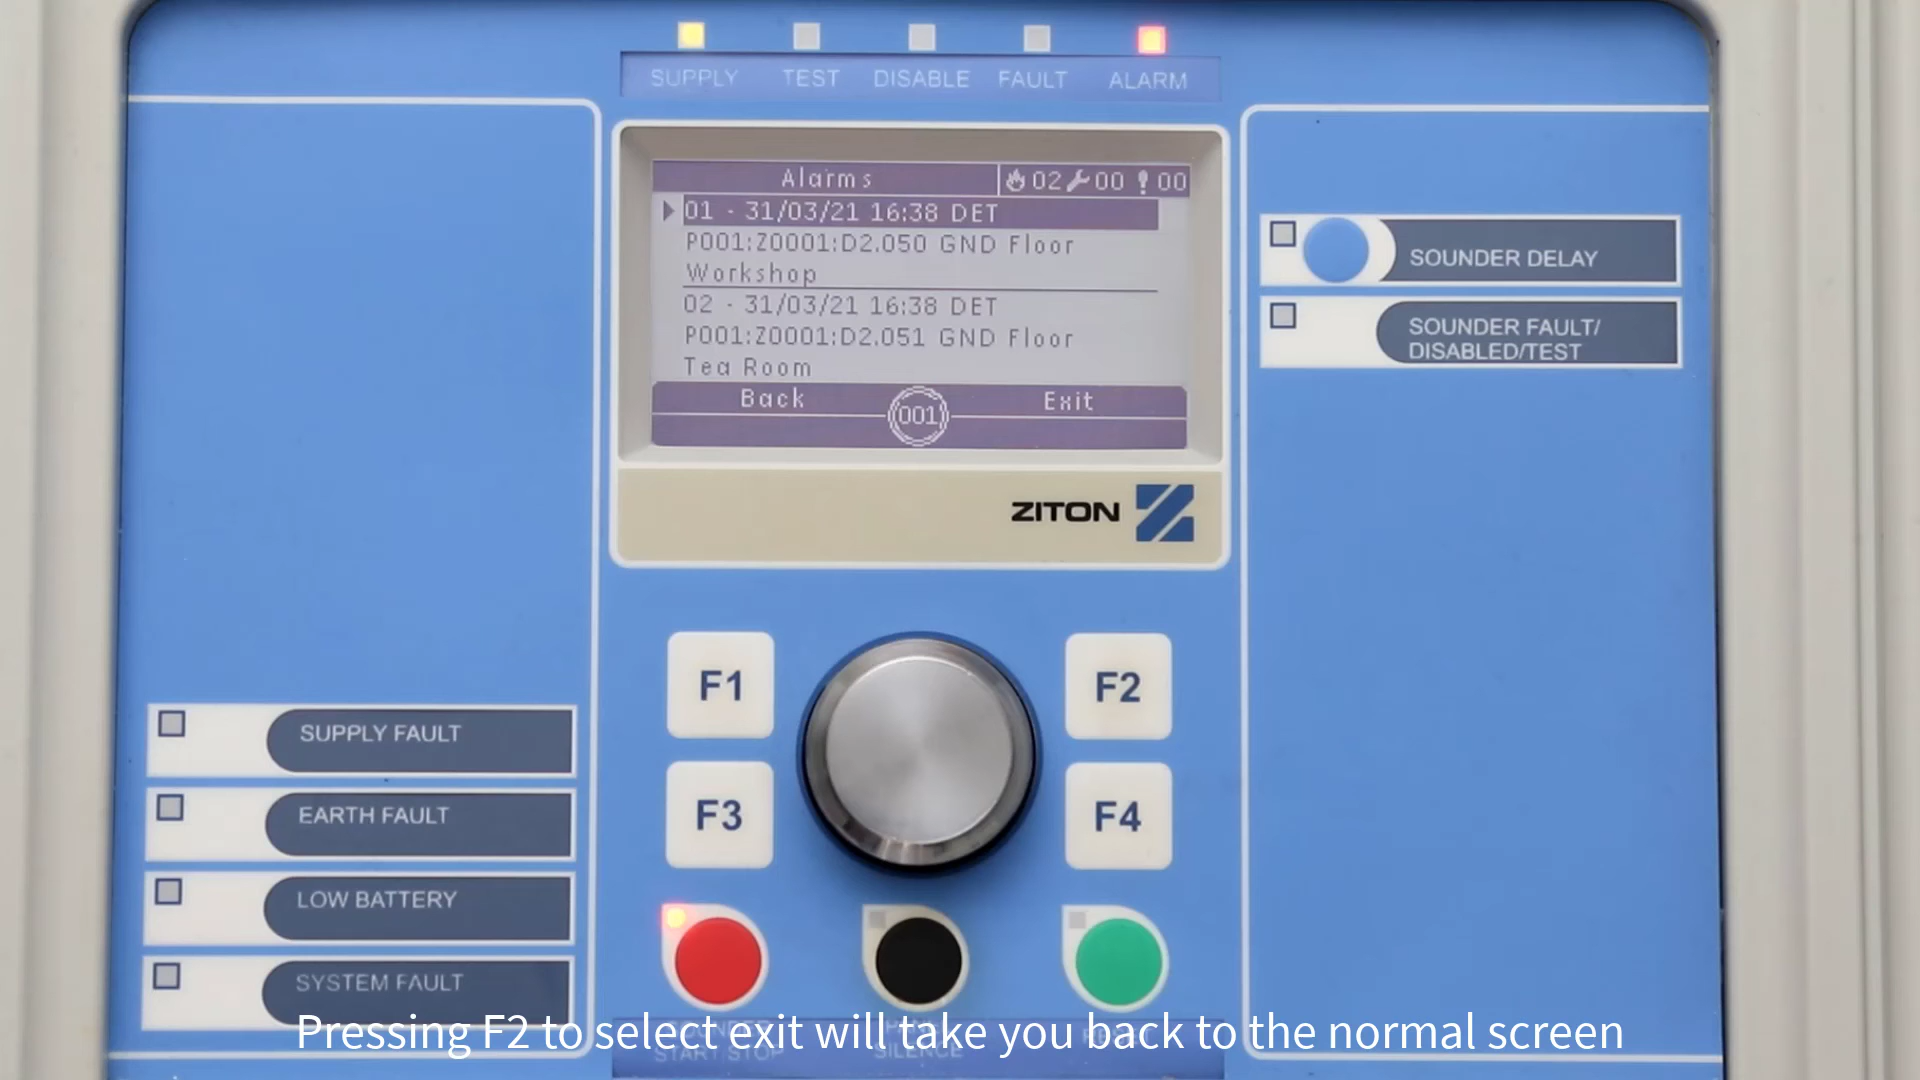 SUPPLY TEST DISABLE FAULT ALARM
Alarms 02 00 00
01 - 31/03/21 16:38 DET
P001:Z0001:D2.050 GND Floor
Workshop
02 - 31/03/21 16:38 DET
P001:Z0001:D2.051 GND Floor
Tea Room
Back Exit
001
ZITON
SOUNDER DELAY
SOUNDER FAULT/
DISABLED/TEST
F1 F2
F3 F4
SUPPLY FAULT
EARTH FAULT
LOW BATTERY
SYSTEM FAULT
START/STOP
SILENCE
Pressing F2 to select exit will take you back to the normal screen